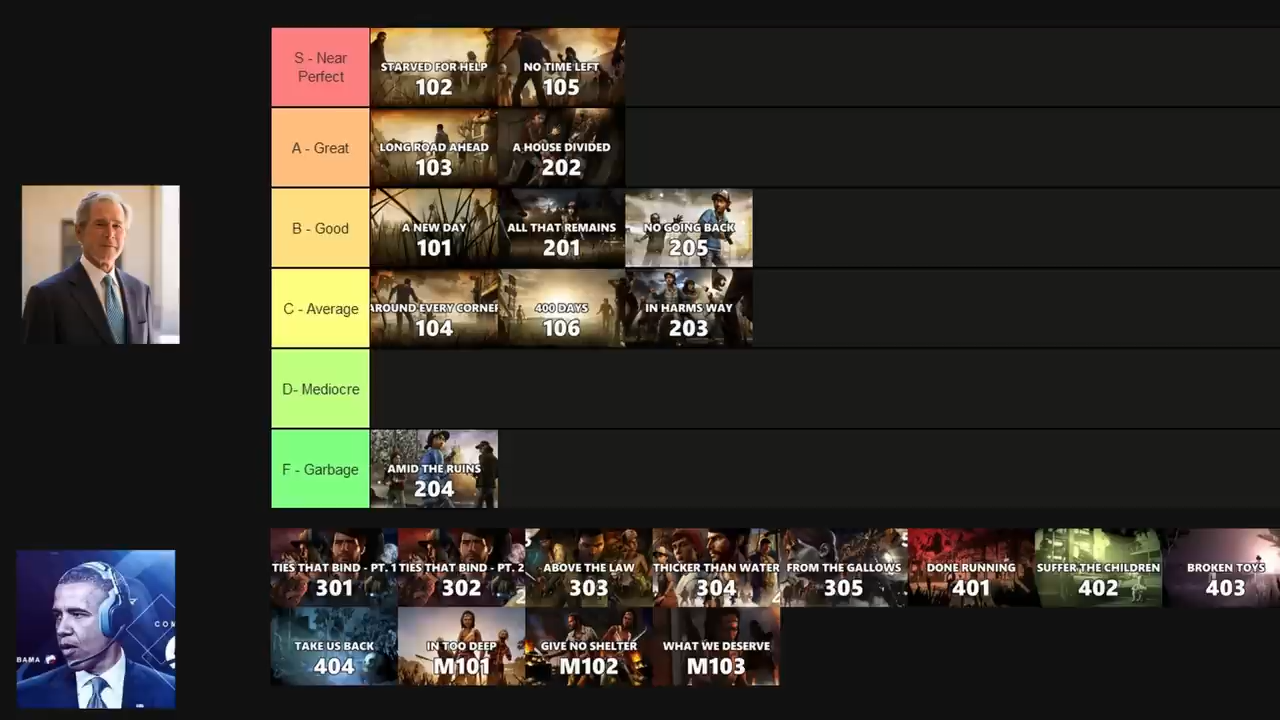 S - Near
Perfect
STARVED FOR HELP
102
NO TIME LEFT
105
A - Great
LONG ROAD AHEAD
103
A HOUSE DIVIDED
202
B - Good
A NEW DAY
101
ALL THAT REMAINS
201
NO GOING BACK
205
C - Average
AROUND EVERY CORNER
104
400 DAYS
106
IN HARMS WAY
203
D- Mediocre
F - Garbage
AMID THE RUINS
204
TIES THAT BIND - PT. 1
301
TIES THAT BIND - PT. 2
302
ABOVE THE LAW
303
THICKER THAN WATER
304
FROM THE GALLOWS
305
DONE RUNNING
401
SUFFER THE CHILDREN
402
BROKEN TOYS
403
TAKE US BACK
404
IN TOO DEEP
M101
GIVE NO SHELTER
M102
WHAT WE DESERVE
M103
COM
BAMA